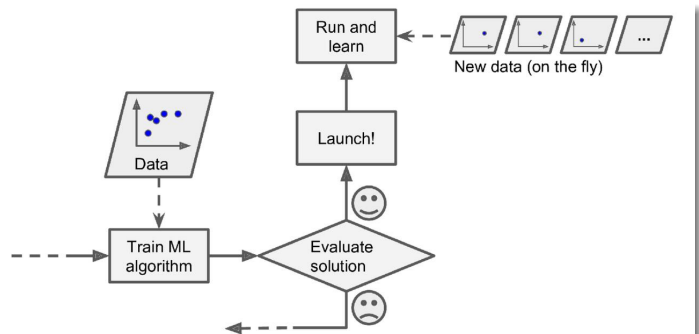 Run and
learn
...
New data (on the fly)
Launch!
Data
Train ML
algorithm
Evaluate
solution